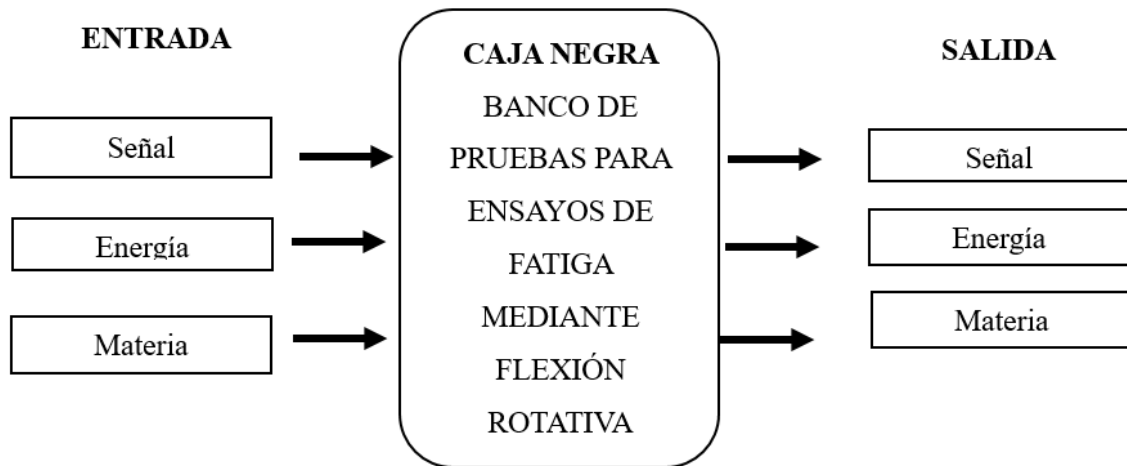 ENTRADA
Señal
Energía
Materia
CAJA NEGRA
BANCO DE
PRUEBAS PARA
ENSAYOS DE
FATIGA
MEDIANTE
FLEXIÓN
ROTATIVA
SALIDA
Señal
Energía
Materia